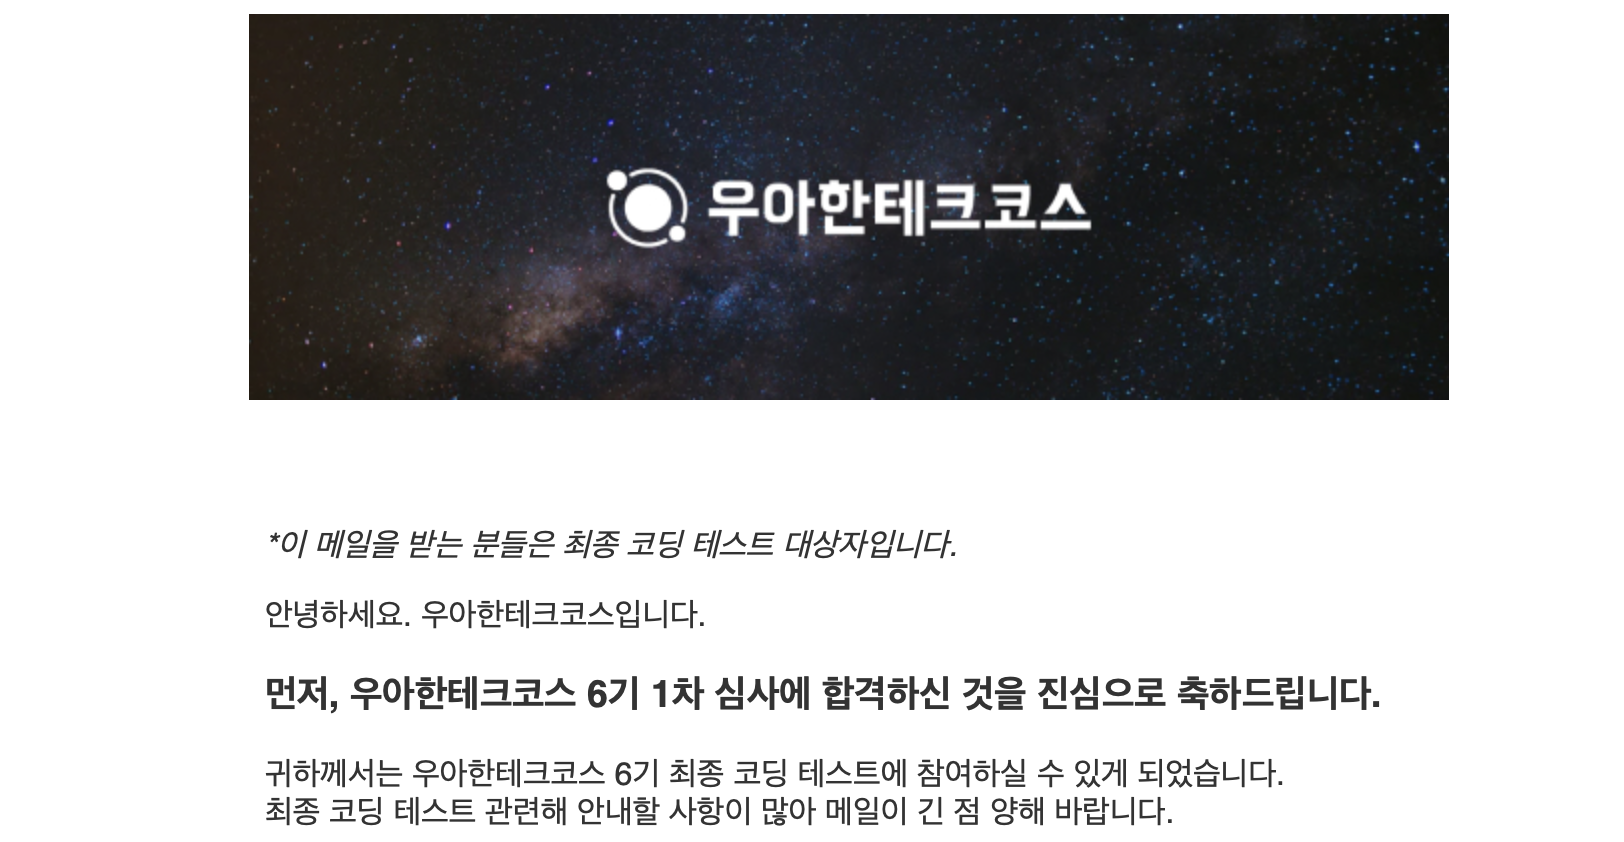 우아한테크코스
*이 메일을 받는 분들은 최종 코딩 테스트 대상자입니다.
안녕하세요. 우아한테크코스입니다.
먼저, 우아한테크코스 6기 1차 심사에 합격하신 것을 진심으로 축하드립니다.
귀하께서는 우아한테크코스 6기 최종 코딩 테스트에 참여하실 수 있게 되었습니다.
최종 코딩 테스트 관련해 안내할 사항이 많아 메일이 긴 점 양해 바랍니다.